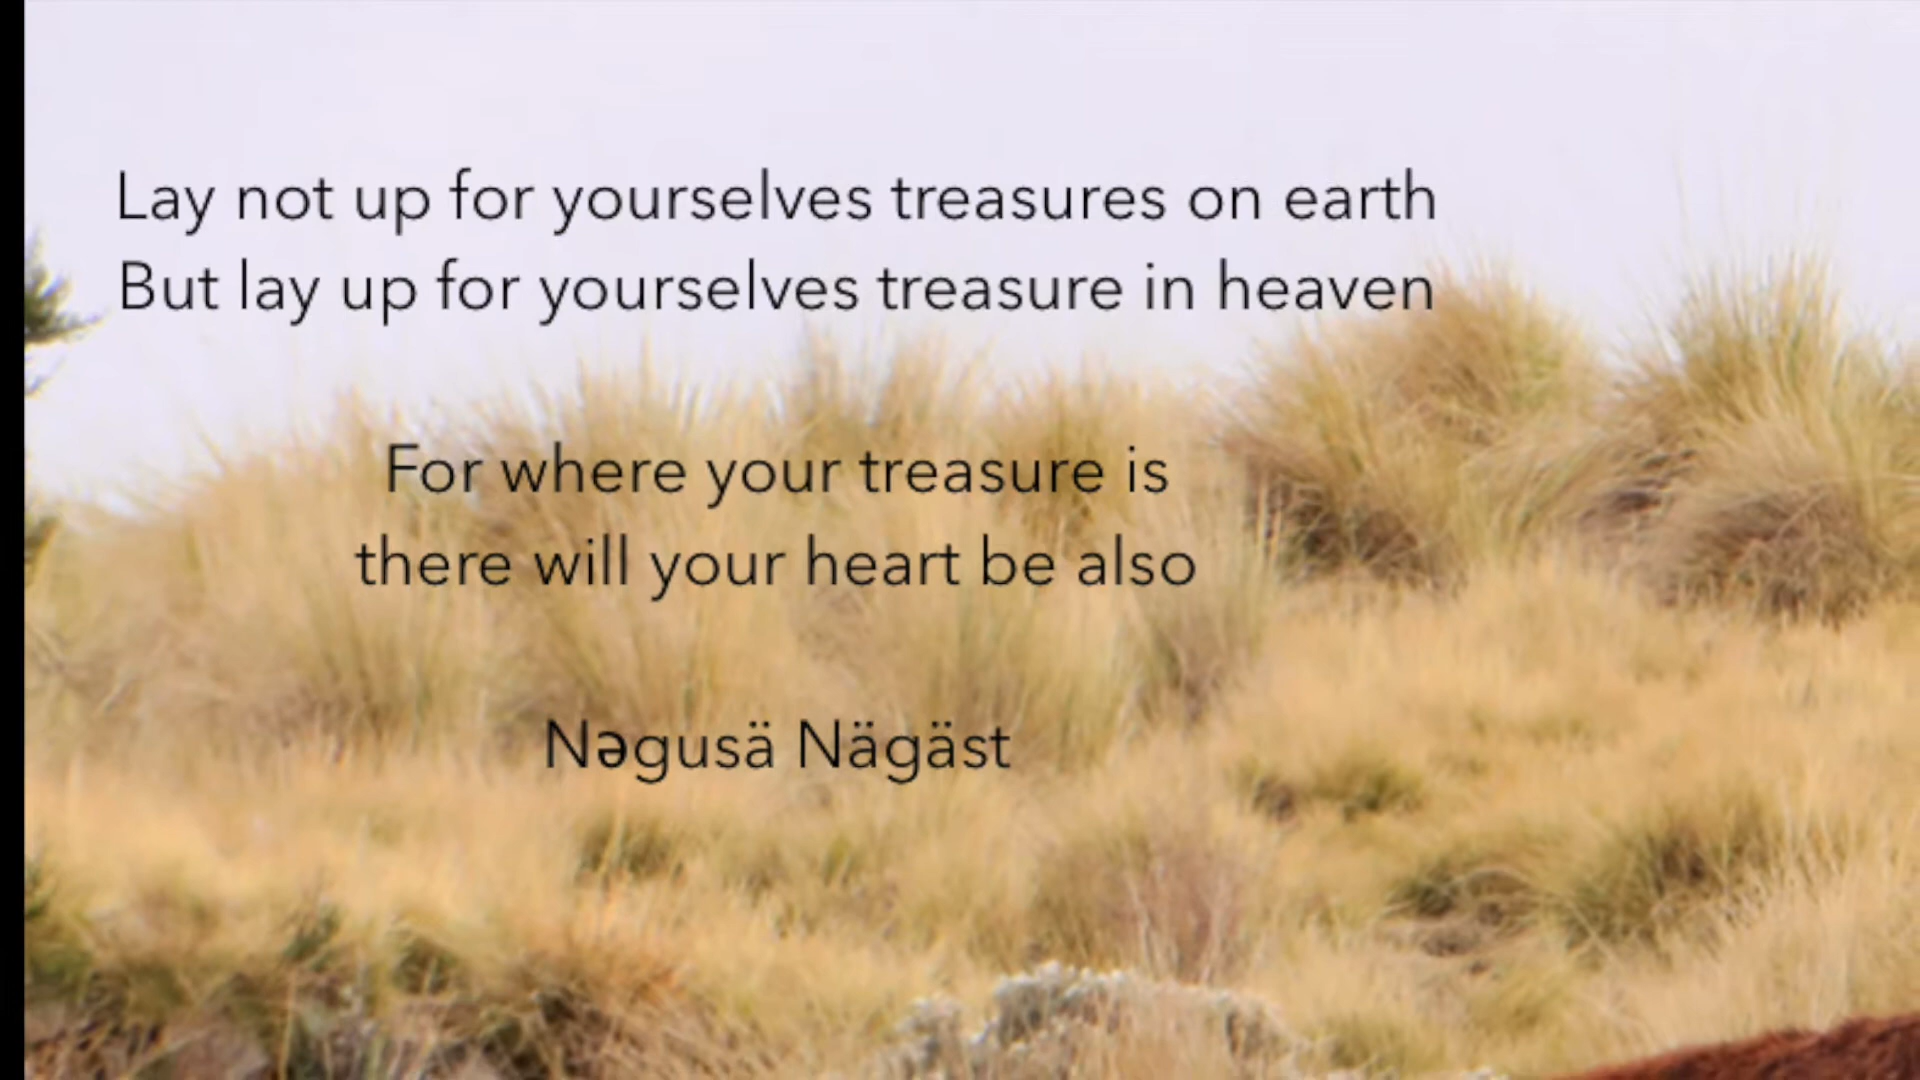 Lay not up for yourselves treasures on earth
But lay up for yourselves treasure in heaven
For where your treasure is
there will your heart be also
Nəgusä Nägäst